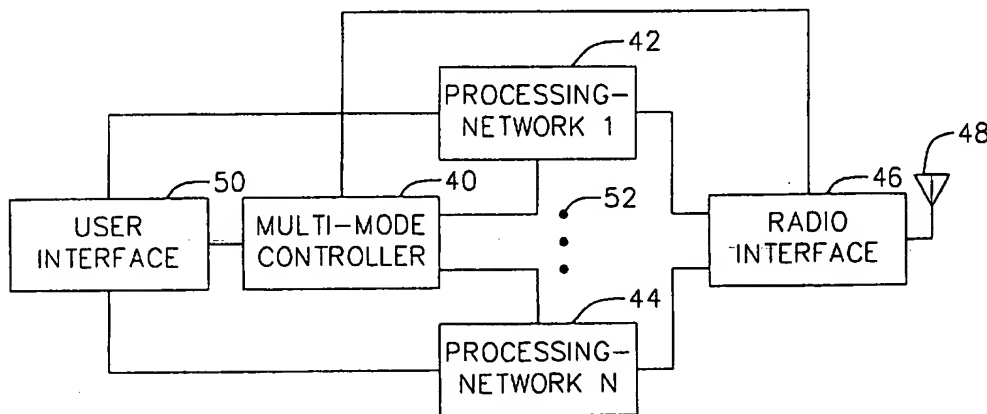 42
PROCESSING-
NETWORK 1
48
50
40
52
46
USER
INTERFACE
MULTI-MODE
CONTROLLER
RADIO
INTERFACE
44
PROCESSING-
NETWORK N